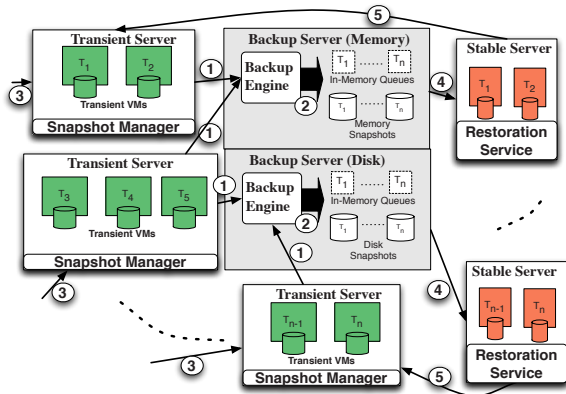 5
Transient Server
T1
T2
Transient VMs
Snapshot Manager
3
1
Backup Server (Memory)
Backup
Engine
2
T1 ...... Tn
In-Memory Queues
T1 ...... Tn
Memory
Snapshots
4
Stable Server
T1
T2
Restoration
Service
1
Transient Server
T3
T4
T5
Transient VMs
Snapshot Manager
3
1
Backup Server (Disk)
Backup
Engine
2
T1 ...... Tn
In-Memory Queues
T1 ...... Tn
Disk
Snapshots
1
4
Transient Server
Tn-1
Tn
Transient VMs
Snapshot Manager
3
Stable Server
Tn-1
Tn
Restoration
Service
5